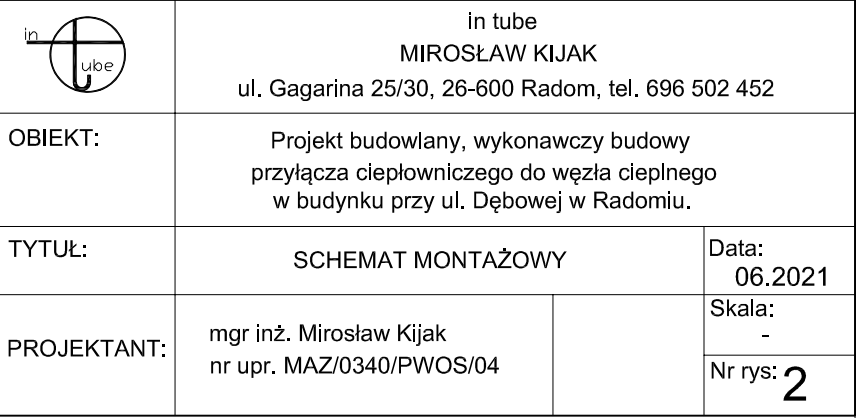 in
tube
in tube
MIROSŁAW KIJAK
ul. Gagarina 25/30, 26-600 Radom, tel. 696 502 452
OBIEKT:
Projekt budowlany, wykonawczy budowy
przyłącza ciepłowniczego do węzła cieplnego
w budynku przy ul. Dębowej w Radomiu.
TYTUŁ:
SCHEMAT MONTAŻOWY
Data:
06.2021
PROJEKTANT:
mgr inż. Mirosław Kijak
nr upr. MAZ/0340/PWOS/04
Skala:
-
Nr rys: 2